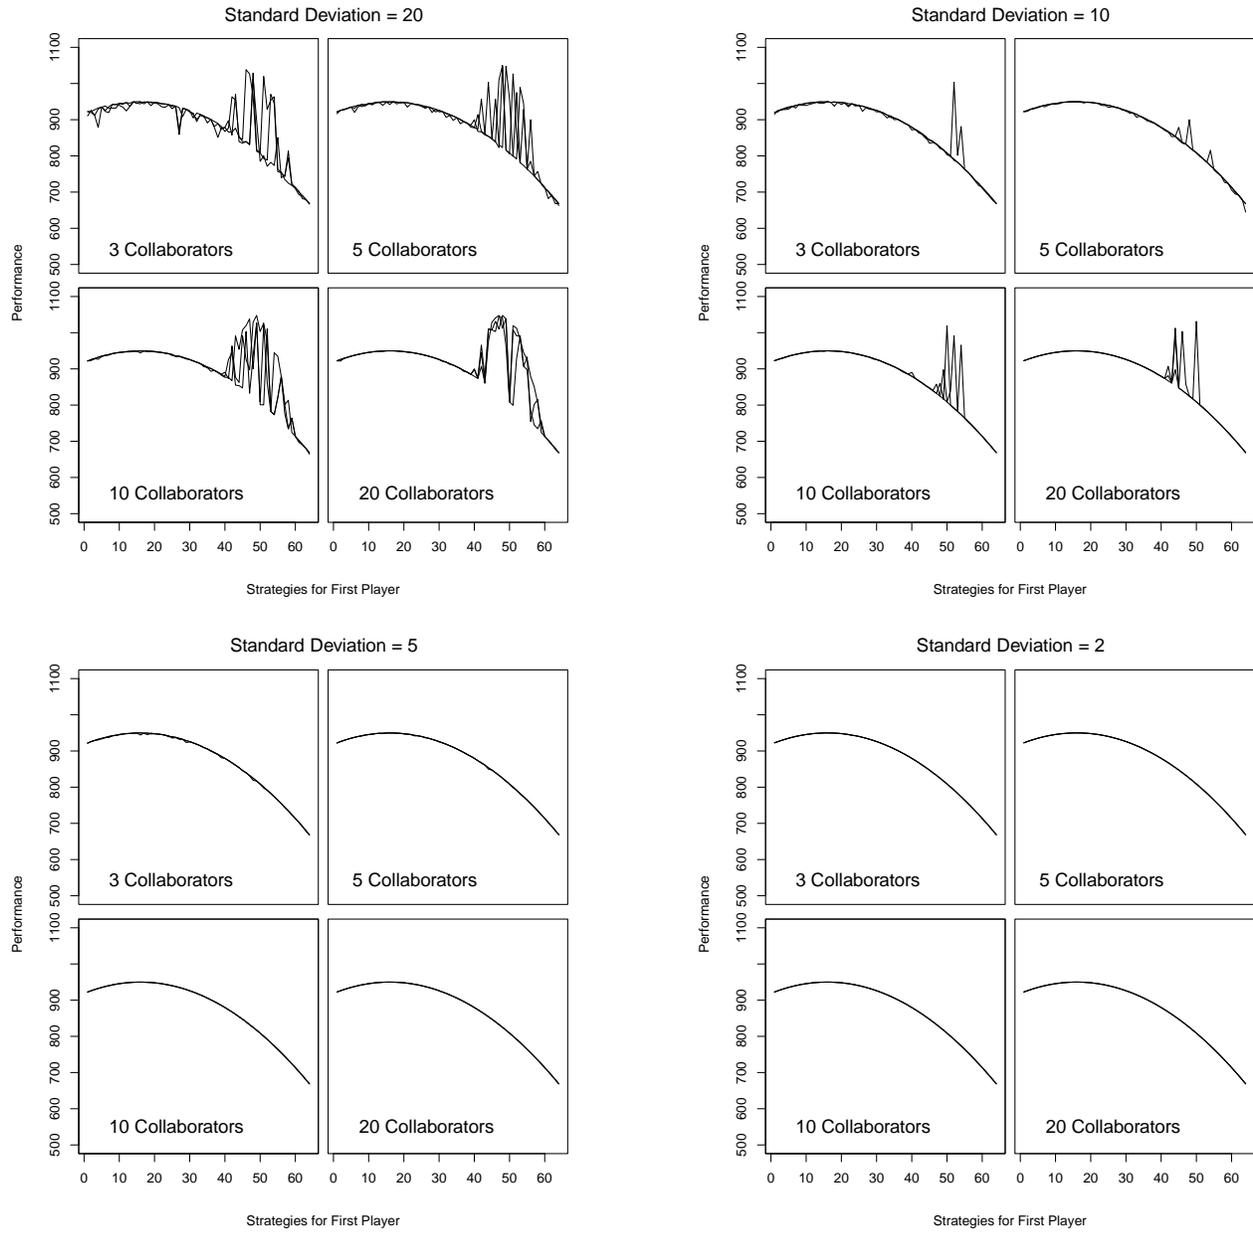 Standard Deviation = 20
1100
900
800
700
600
500
3 Collaborators
5 Collaborators
1100
900
800
700
600
500
10 Collaborators
20 Collaborators
Performance
0 10 20 30 40 50 60
0 10 20 30 40 50 60
Strategies for First Player
Standard Deviation = 10
1100
900
800
700
600
500
3 Collaborators
5 Collaborators
1100
900
800
700
600
500
10 Collaborators
20 Collaborators
Performance
0 10 20 30 40 50 60
0 10 20 30 40 50 60
Strategies for First Player
Standard Deviation = 5
1100
900
800
700
600
500
3 Collaborators
5 Collaborators
1100
900
800
700
600
500
10 Collaborators
20 Collaborators
Performance
0 10 20 30 40 50 60
0 10 20 30 40 50 60
Strategies for First Player
Standard Deviation = 2
1100
900
800
700
600
500
3 Collaborators
5 Collaborators
1100
900
800
700
600
500
10 Collaborators
20 Collaborators
Performance
0 10 20 30 40 50 60
0 10 20 30 40 50 60
Strategies for First Player